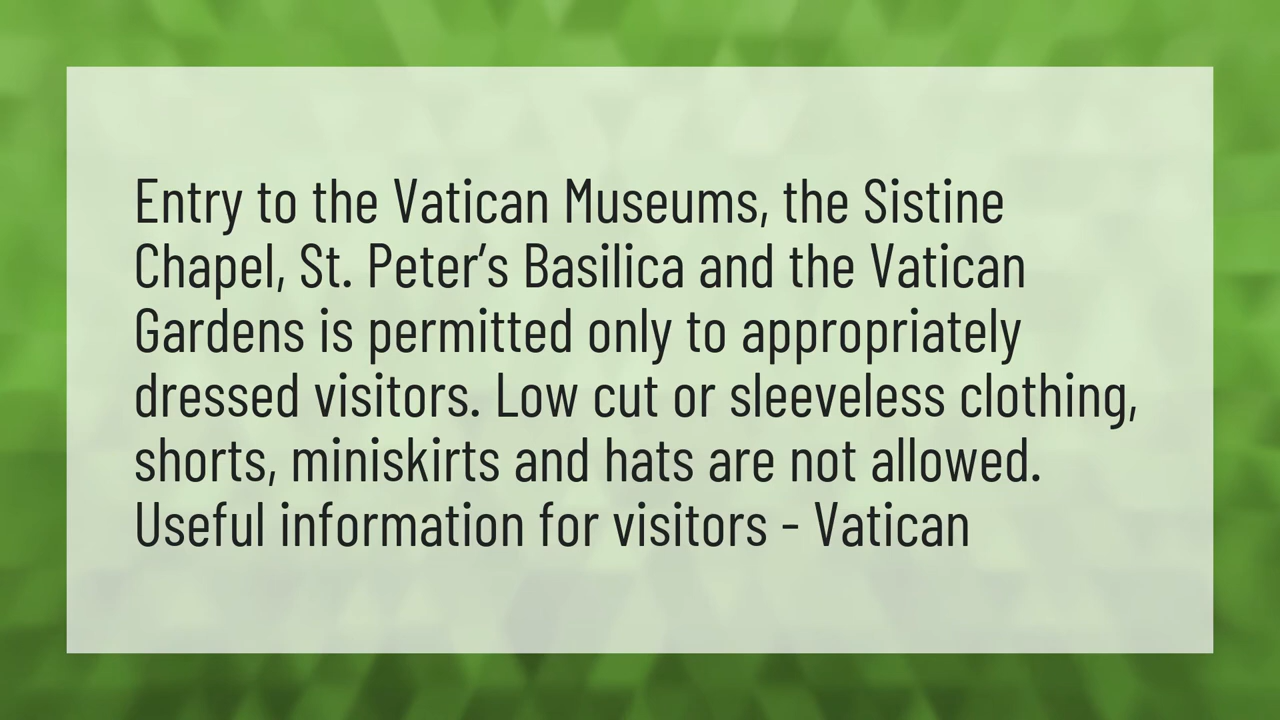 Entry to the Vatican Museums, the Sistine
Chapel, St. Peter’s Basilica and the Vatican
Gardens is permitted only to appropriately
dressed visitors. Low cut or sleeveless clothing,
shorts, miniskirts and hats are not allowed.
Useful information for visitors - Vatican